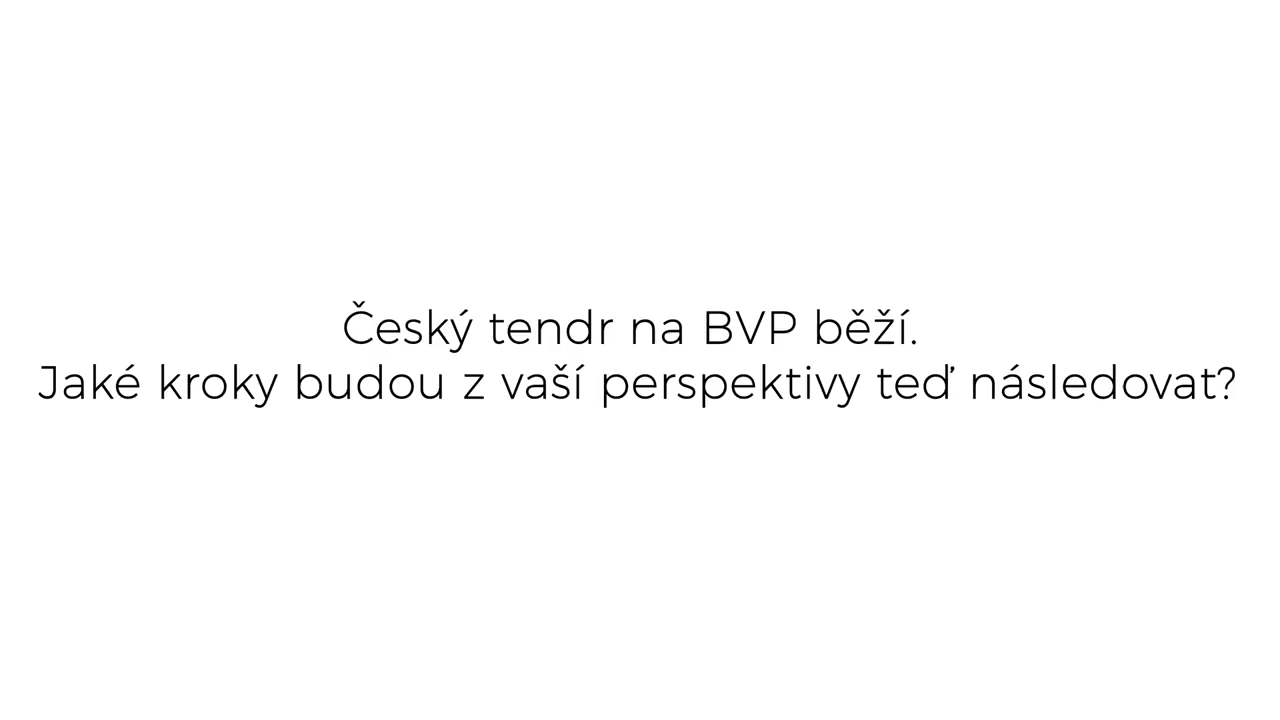 Český tendr na BVP běží.
Jaké kroky budou z vaší perspektivy teď následovat?